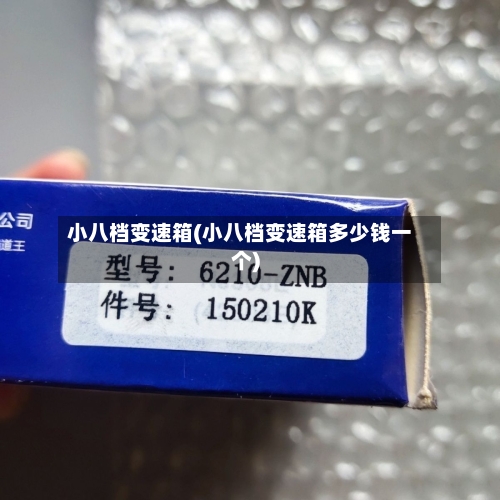 公司
道王
小八档变速箱(小八档变速箱多少钱一
个)
型号: 6210-ZNB
件号: 150210K